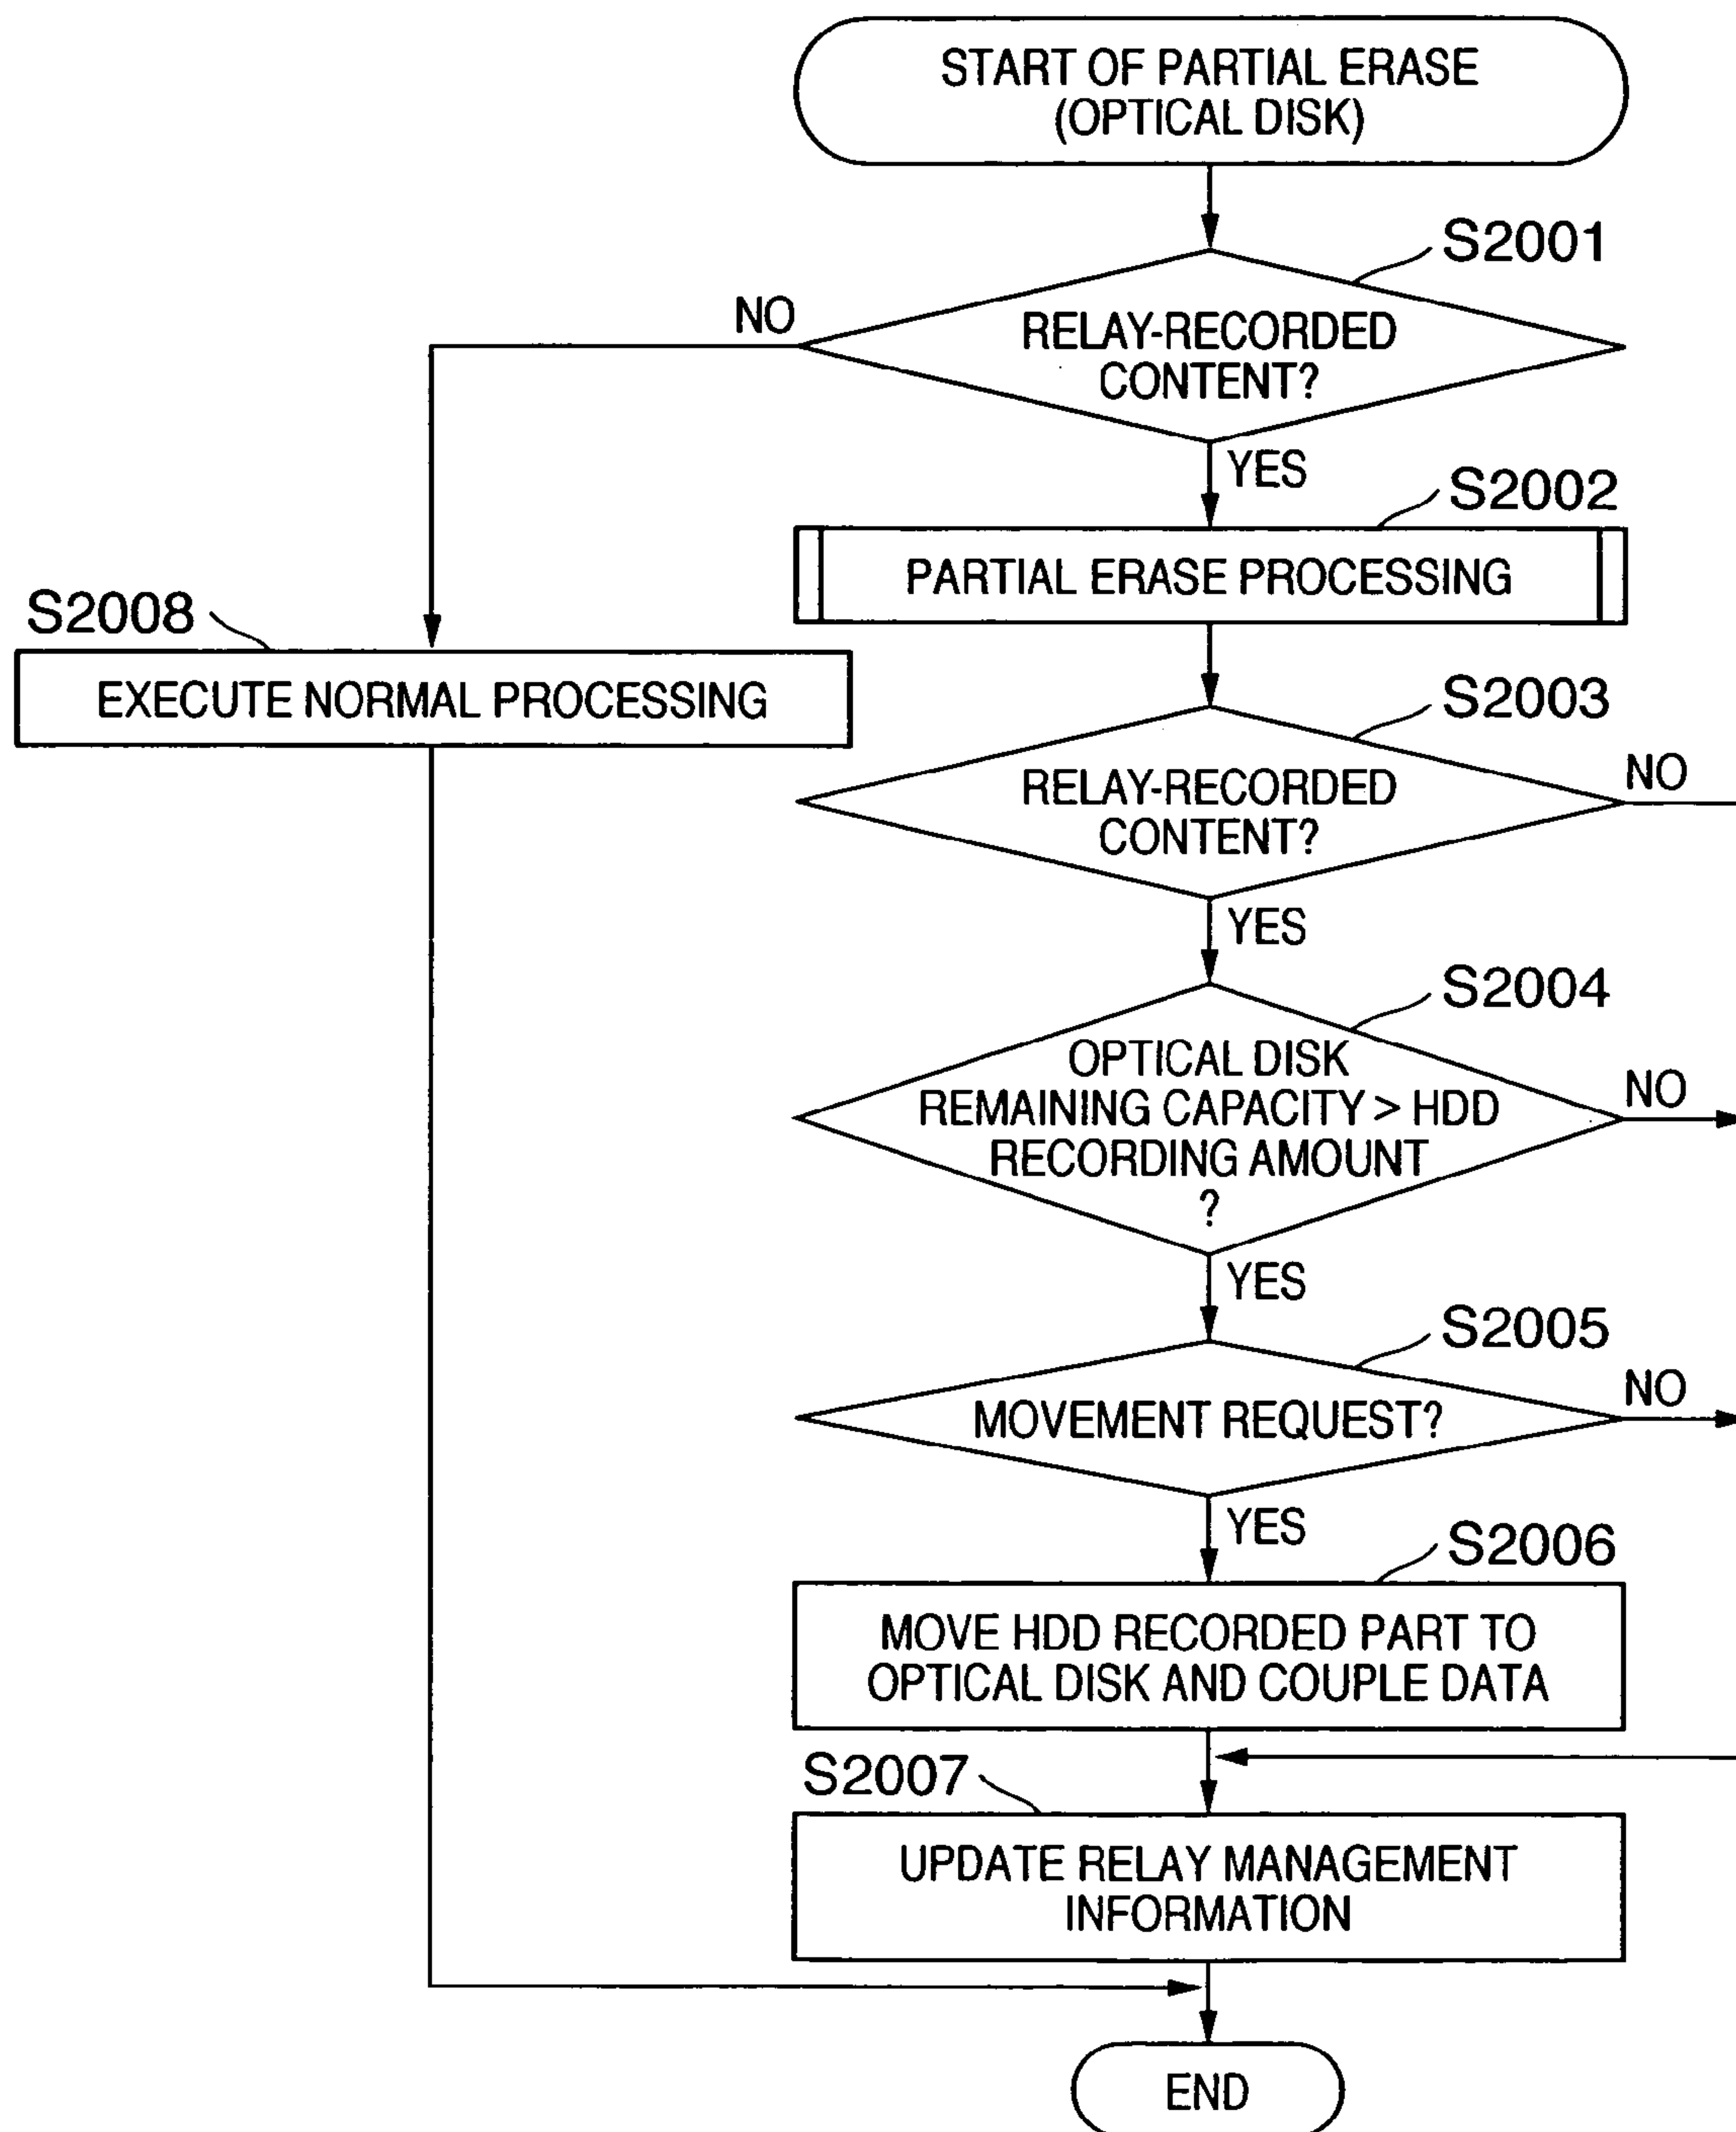 START OF PARTIAL ERASE
(OPTICAL DISK)
S2001
NO
RELAY-RECORDED
CONTENT?
YES
S2002
PARTIAL ERASE PROCESSING
S2008
EXECUTE NORMAL PROCESSING
S2003
NO
RELAY-RECORDED
CONTENT?
YES
S2004
OPTICAL DISK
REMAINING CAPACITY > HDD
RECORDING AMOUNT
?
NO
YES
S2005
NO
MOVEMENT REQUEST?
YES
S2006
MOVE HDD RECORDED PART TO
OPTICAL DISK AND COUPLE DATA
S2007
UPDATE RELAY MANAGEMENT
INFORMATION
END